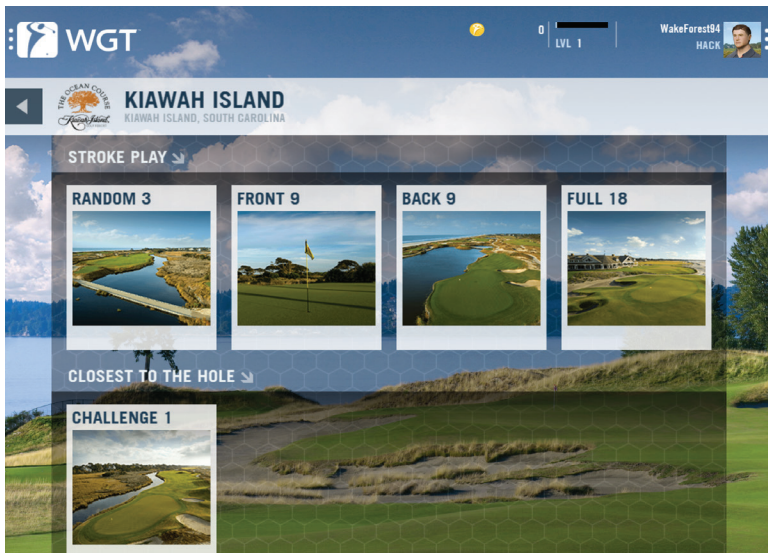 WGT
0
LVL 1
WakeForest94
HACK
THE OCEAN COURSE
Kiawah Island
KIAWAH ISLAND
KIAWAH ISLAND, SOUTH CAROLINA
STROKE PLAY
RANDOM 3
FRONT 9
BACK 9
FULL 18
CLOSEST TO THE HOLE
CHALLENGE 1